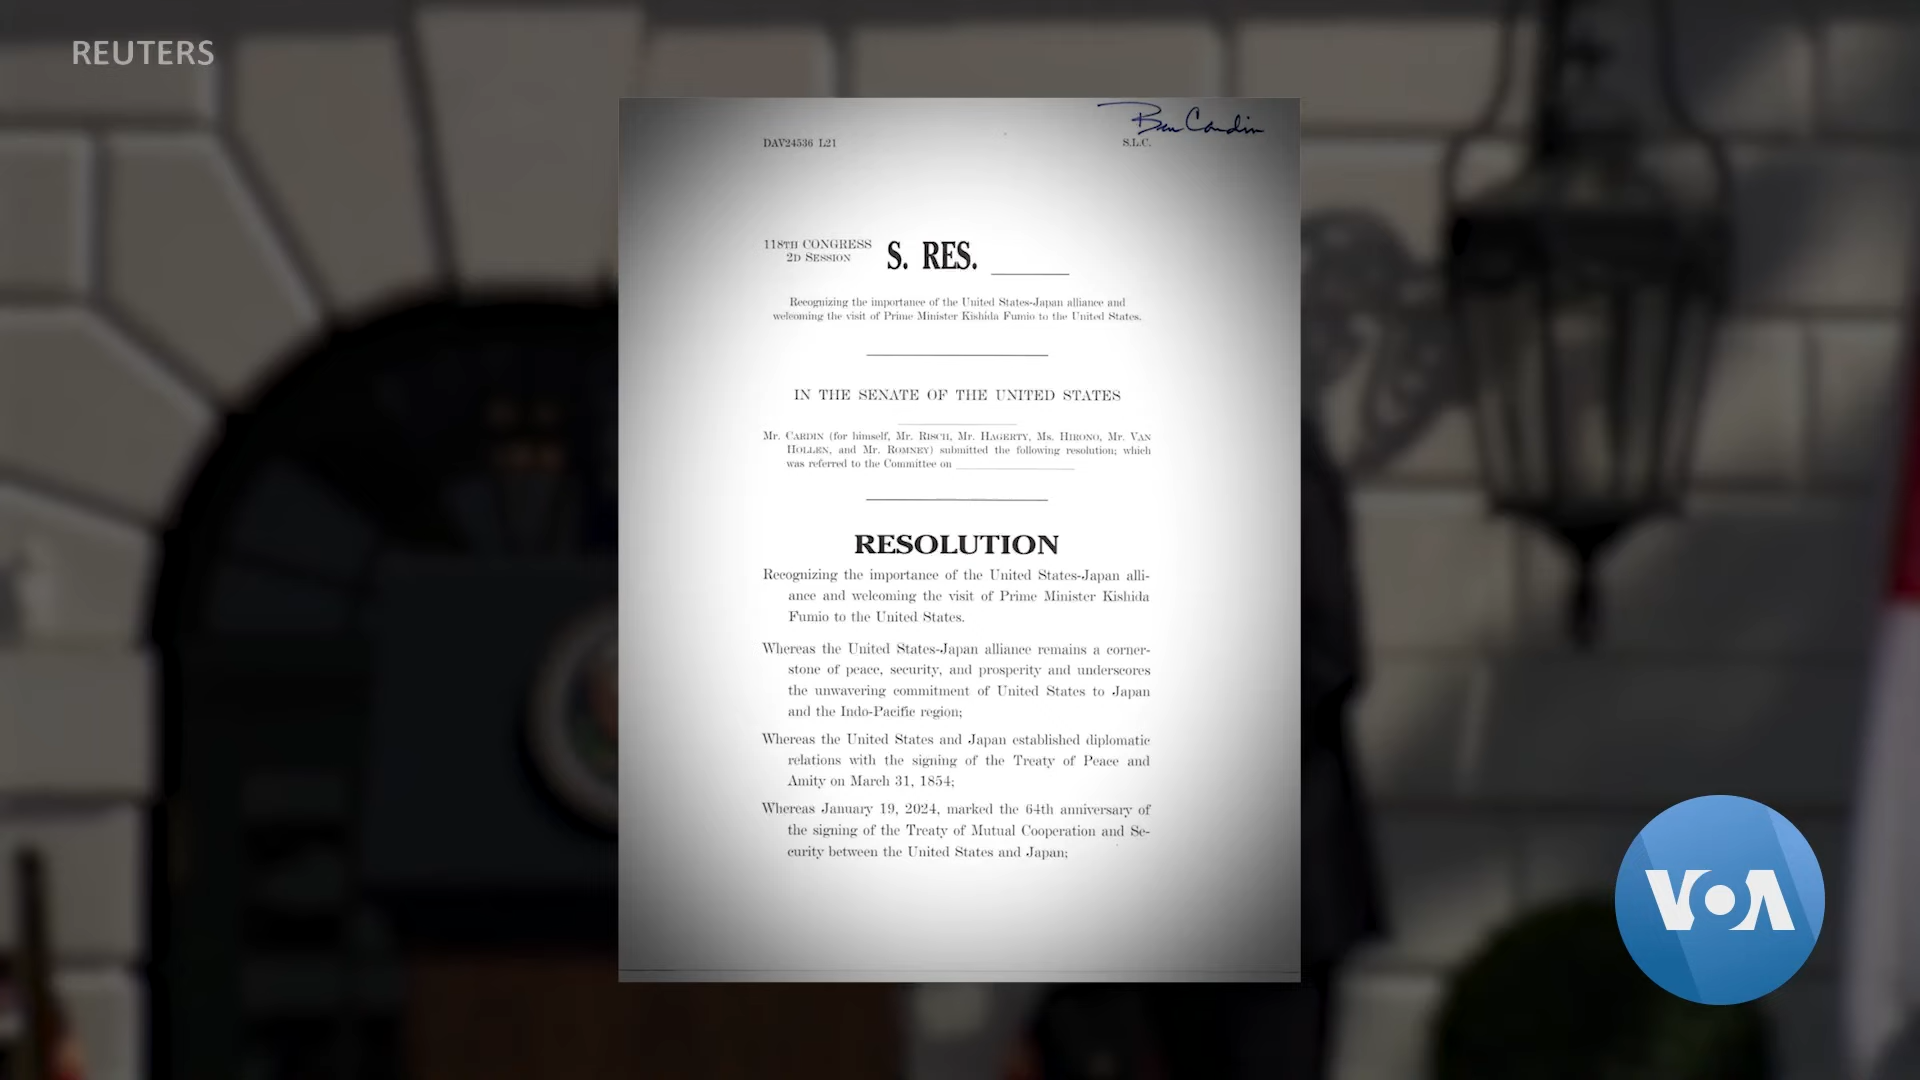 REUTERS
Ben Cardin
DAV24536 L21
S.L.C.
118TH CONGRESS
2D SESSION
S. RES. ____
Recognizing the importance of the United States-Japan alliance and
welcoming the visit of Prime Minister Kishida Fumio to the United States.
IN THE SENATE OF THE UNITED STATES
Mr. CARDIN (for himself, Mr. RISCH, Mr. HAGERTY, Ms. HIRONO, Mr. VAN
HOLLEN, and Mr. ROMNEY) submitted the following resolution; which
was referred to the Committee on ____
RESOLUTION
Recognizing the importance of the United States-Japan alli-
ance and welcoming the visit of Prime Minister Kishida
Fumio to the United States.
Whereas the United States-Japan alliance remains a corner-
stone of peace, security, and prosperity and underscores
the unwavering commitment of United States to Japan
and the Indo-Pacific region;
Whereas the United States and Japan established diplomatic
relations with the signing of the Treaty of Peace and
Amity on March 31, 1854;
Whereas January 19, 2024, marked the 64th anniversary of
the signing of the Treaty of Mutual Cooperation and Se-
curity between the United States and Japan;
VOA